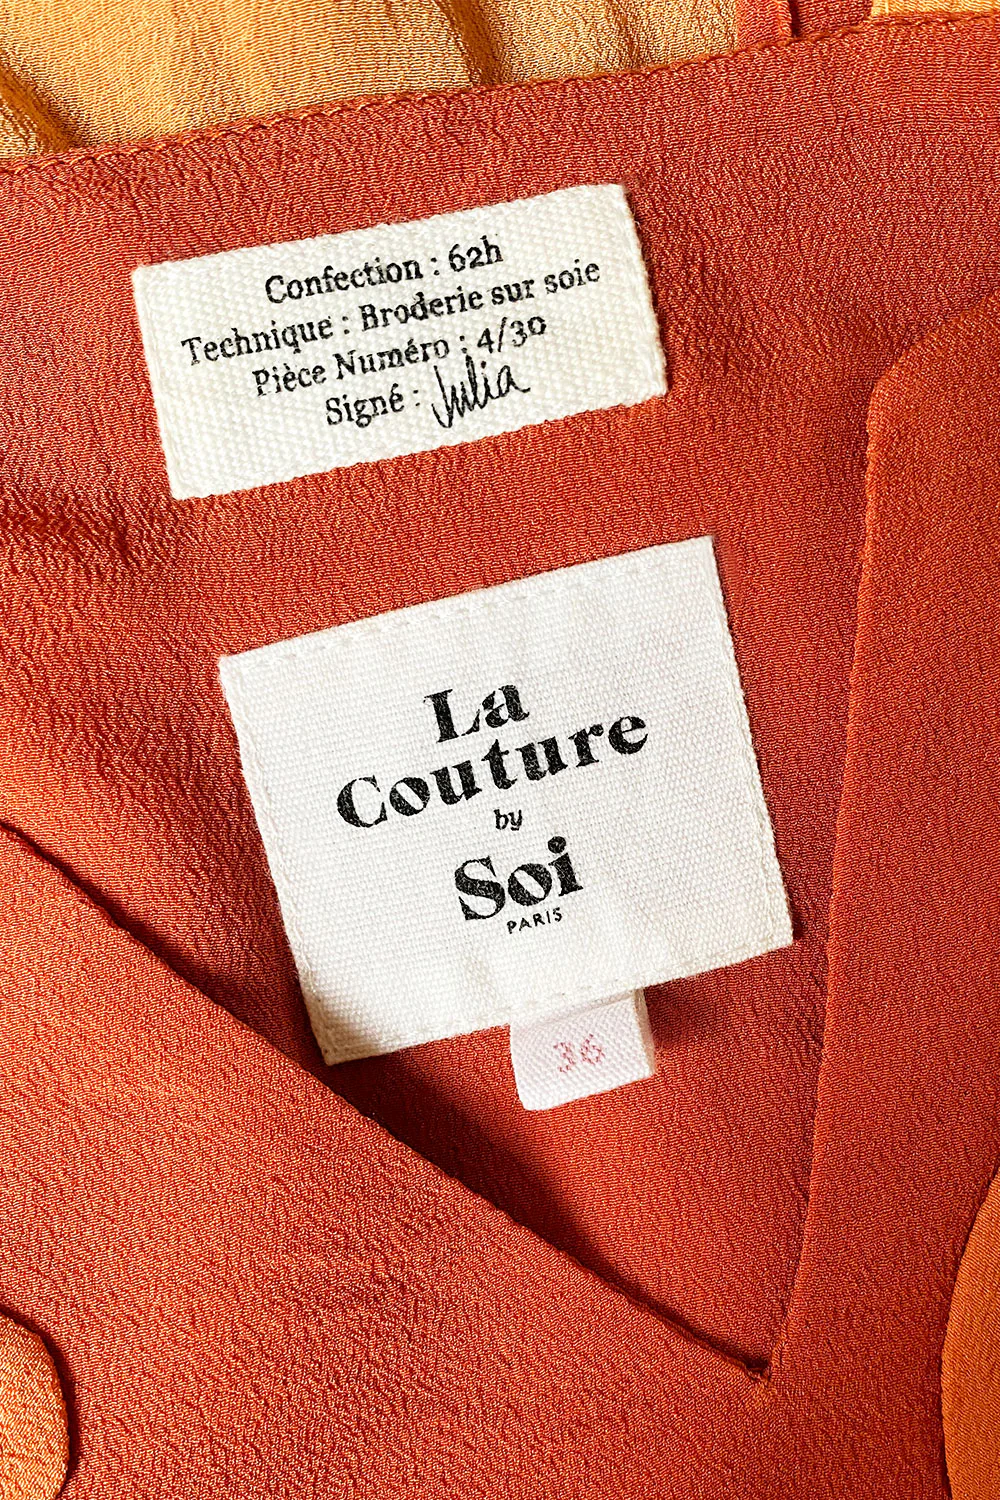 Confection : 62h
Technique : Broderie sur soie
Pièce Numéro : 4/30
Signé : Julia
La
Couture
by
Soi
PARIS
36